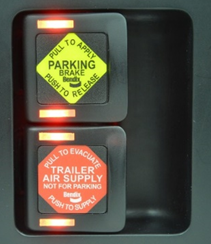 PULL TO APPLY
PARKING
BRAKE
Bendix
PUSH TO RELEASE
PULL TO EVACUATE
TRAILER
AIR SUPPLY
NOT FOR PARKING
Bendix
PUSH TO SUPPLY